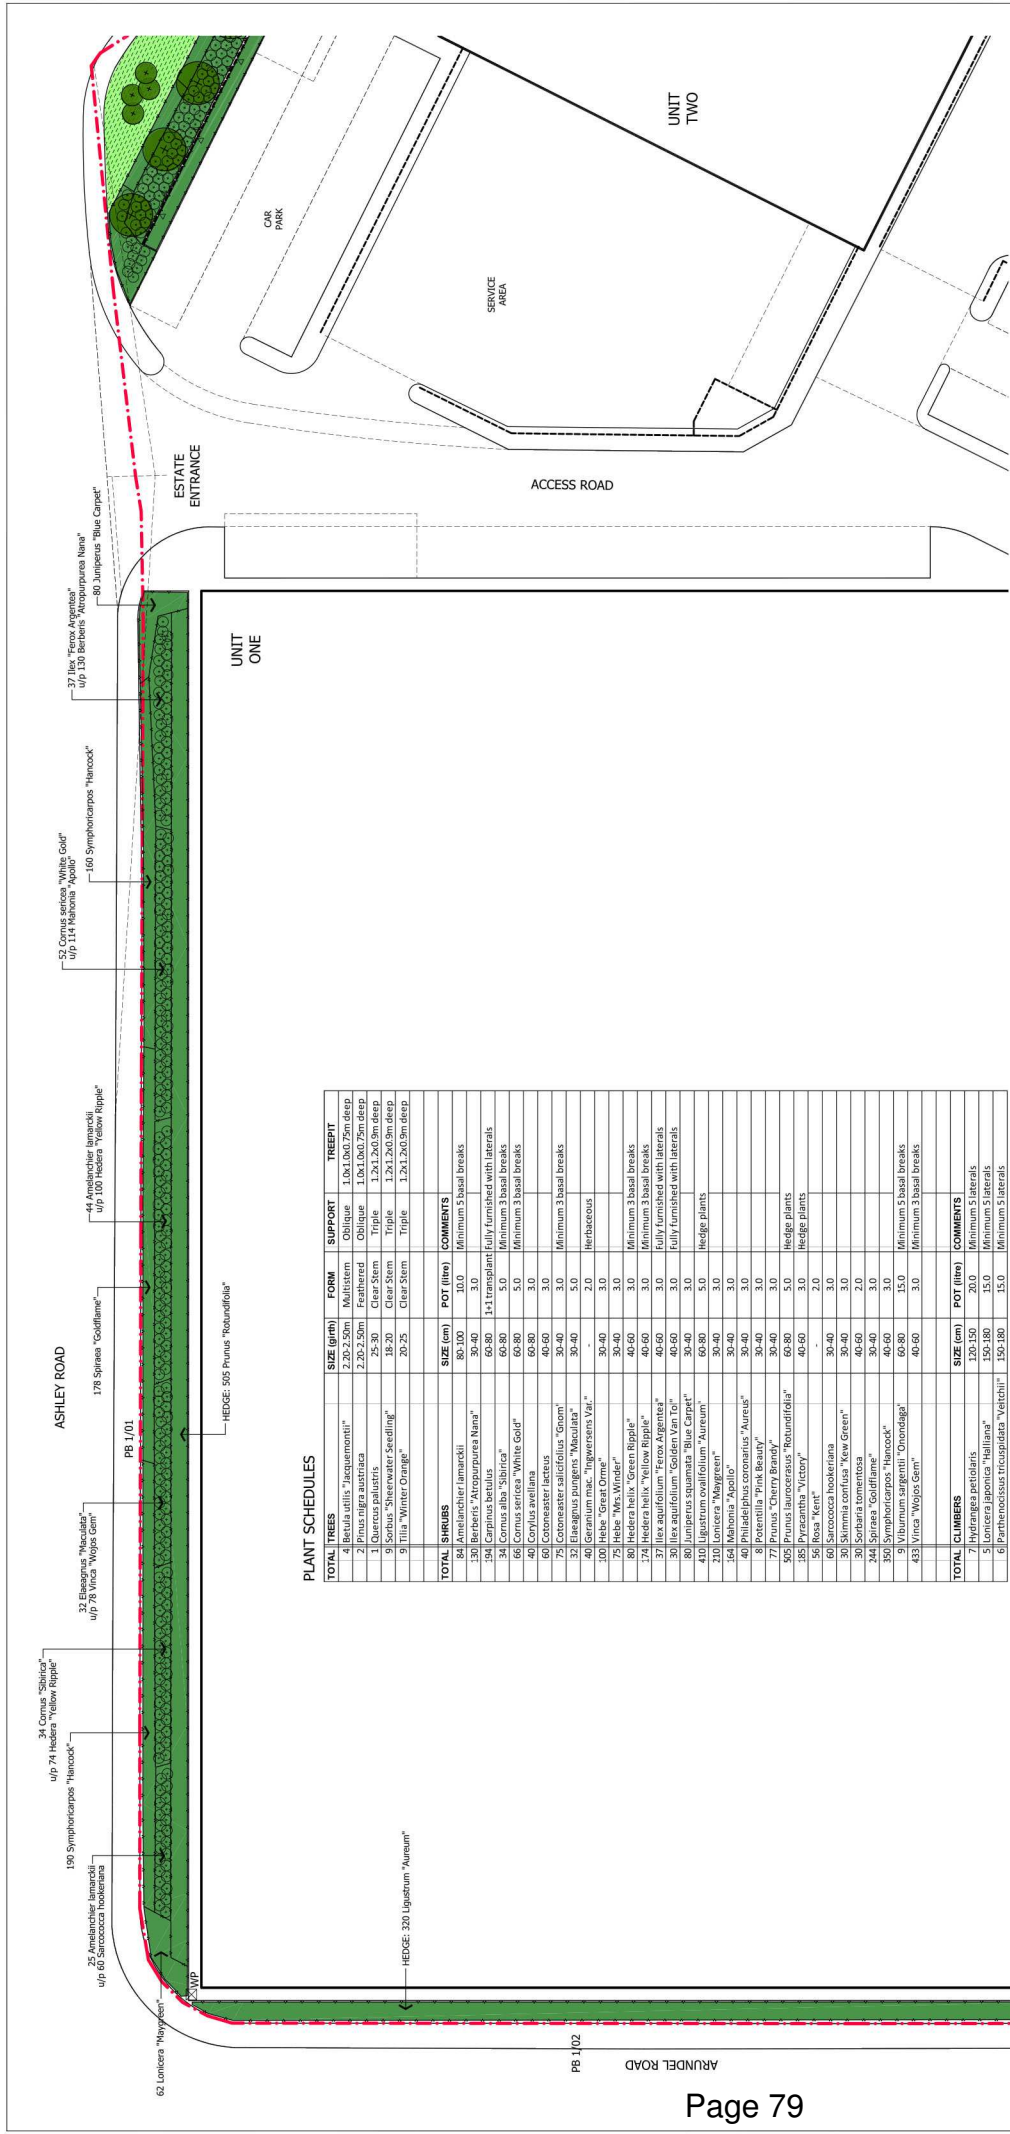 UNIT
TWO
CAR
PARK
SERVICE
AREA
ESTATE
ENTRANCE
ACCESS ROAD
UNIT
ONE
37 Ilex "Ferox Argentea"
u/p 130 Berberis "Atropurpurea Nana"
80 Juniperus "Blue Carpet"
160 Symphoricarpos "Hancock"
52 Cornus sericea "White Gold"
u/p 114 Mahonia "Apollo"
44 Amelanchier lamarckii
u/p 100 Hedera "Yellow Ripple"
178 Spiraea "Goldflame"
ASHLEY ROAD
PB 1/01
HEDGE: 505 Prunus "Rotundifolia"
32 Elaeagnus "Maculata"
u/p 78 Vinca "Wojos Gem"
34 Cornus "Sibirica"
u/p 74 Hedera "Yellow Ripple"
190 Symphoricarpos "Hancock"
25 Amelanchier lamarckii
u/p 60 Sarcococca hookeriana
62 Lonicera "Maygreen"
WP
HEDGE: 320 Ligustrum "Aureum"
PB 1/02
ARUNDEL ROAD
PLANT SCHEDULES
TOTAL TREES SIZE (girth) FORM SUPPORT TREEPIT
4 Betula utilis "Jacquemontii" 2.20-2.50m Multistem Oblique 1.0x1.0x0.75m deep
2 Pinus nigra austriaca 2.20-2.50m Feathered Oblique 1.0x1.0x0.75m deep
1 Quercus palustris 25-30 Clear Stem Triple 1.2x1.2x0.9m deep
9 Sorbus "Sheerwater Seedling" 18-20 Clear Stem Triple 1.2x1.2x0.9m deep
9 Tilia "Winter Orange" 20-25 Clear Stem Triple 1.2x1.2x0.9m deep
TOTAL SHRUBS SIZE (cm) POT (litre) COMMENTS
84 Amelanchier lamarckii 80-100 10.0 Minimum 5 basal breaks
130 Berberis "Atropurpurea Nana" 30-40 3.0
194 Carpinus betulus 60-80 1+1 transplant Fully furnished with laterals
34 Cornus alba "Sibirica" 60-80 5.0 Minimum 3 basal breaks
66 Cornus sericea "White Gold" 60-80 5.0 Minimum 3 basal breaks
40 Corylus avellana 60-80 3.0
60 Cotoneaster lacteus 40-60 3.0
75 Cotoneaster salicifolius "Gnom" 30-40 3.0 Minimum 3 basal breaks
32 Elaeagnus pungens "Maculata" 30-40 5.0
40 Geranium mac. "Ingwersens Var." - 2.0 Herbaceous
100 Hebe "Great Orme" 30-40 3.0
75 Hebe "Mrs.Winder" 30-40 3.0
80 Hedera helix "Green Ripple" 40-60 3.0 Minimum 3 basal breaks
174 Hedera helix "Yellow Ripple" 40-60 3.0 Minimum 3 basal breaks
37 Ilex aquifolium "Ferox Argentea" 40-60 3.0 Fully furnished with laterals
30 Ilex aquifolium "Golden Van Tol" 40-60 3.0 Fully furnished with laterals
80 Juniperus squamata "Blue Carpet" 30-40 3.0
410 Ligustrum ovalifolium "Aureum" 60-80 5.0 Hedge plants
210 Lonicera "Maygreen" 30-40 3.0
164 Mahonia "Apollo" 30-40 3.0
40 Philadelphus coronarius "Aureus" 30-40 3.0
8 Potentilla "Pink Beauty" 30-40 3.0
77 Prunus "Cherry Brandy" 30-40 3.0
505 Prunus laurocerasus "Rotundifolia" 60-80 5.0 Hedge plants
185 Pyracantha "Victory" 40-60 3.0 Hedge plants
56 Rosa "Kent" - 2.0
60 Sarcococca hookeriana 30-40 3.0
30 Skimmia confusa "Kew Green" 30-40 3.0
30 Sorbaria tomentosa 40-60 2.0
244 Spiraea "Goldflame" 30-40 3.0
350 Symphoricarpos "Hancock" 40-60 3.0
9 Viburnum sargentii "Onondaga" 60-80 15.0 Minimum 5 basal breaks
433 Vinca "Wojos Gem" 40-60 3.0 Minimum 3 basal breaks
TOTAL CLIMBERS SIZE (cm) POT (litre) COMMENTS
7 Hydrangea petiolaris 120-150 20.0 Minimum 5 laterals
5 Lonicera japonica "Halliana" 150-180 15.0 Minimum 5 laterals
6 Parthenocissus tricuspidata "Veitchii" 150-180 15.0 Minimum 5 laterals
Page 79